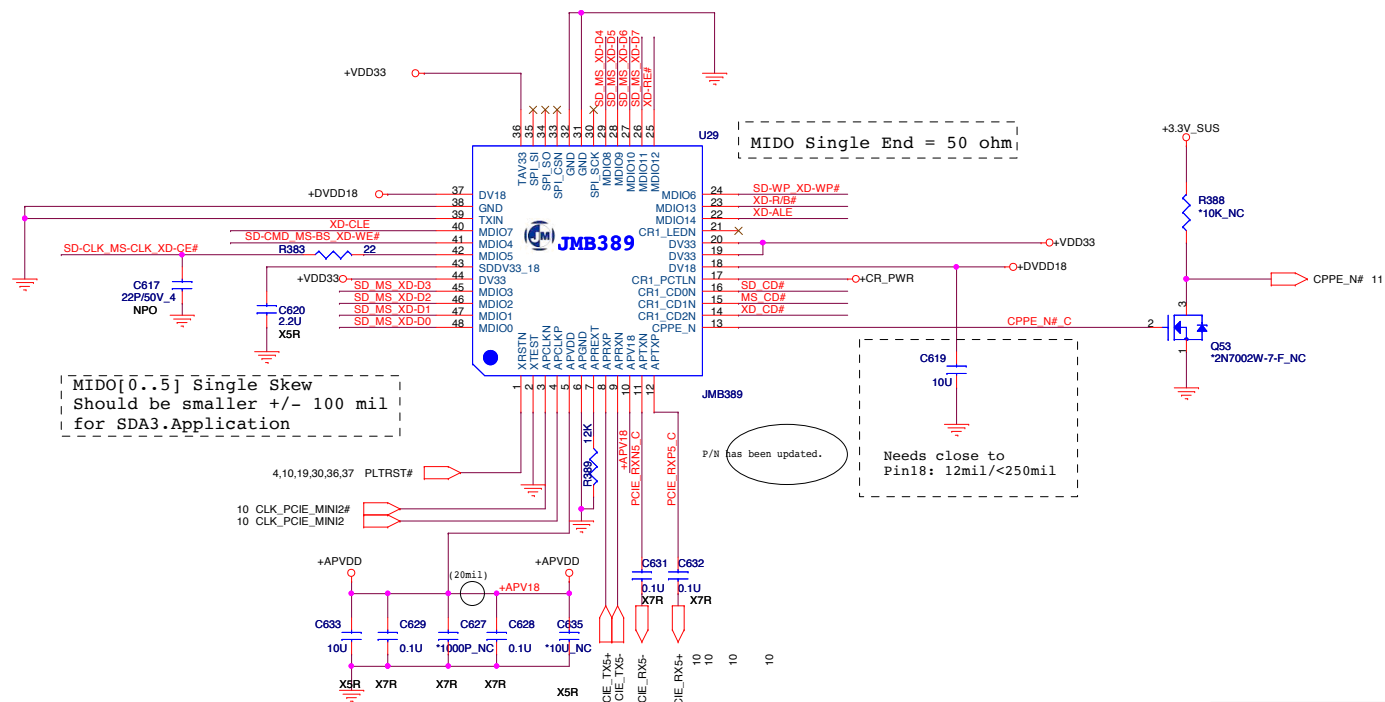 +VDD33
SD_MS_XD-D4
SD_MS_XD-D5
SD_MS_XD-D6
SD_MS_XD-D7
XD-RE#
36
35
34
33
32
31
30
29
28
27
26
25
U29
MIDO Single End = 50 ohm
+3.3V_SUS
TAV33
SPI_SI
SPI_SO
SPI_CSN
GND
GND
SPI_SCK
MDIO8
MDIO9
MDIO10
MDIO11
MDIO12
+DVDD18
37 DV18
38 GND
39 TXIN
XD-CLE 40 MDIO7
SD-CMD_MS-BS_XD-WE# 41 MDIO4
SD-CLK_MS-CLK_XD-CE# R383 22 42 MDIO5
43 SDDV33_18
+VDD33 44 DV33
SD_MS_XD-D3 45 MDIO3
SD_MS_XD-D2 46 MDIO2
SD_MS_XD-D1 47 MDIO1
SD_MS_XD-D0 48 MDIO0
JM JMB389
MDIO6 24 SD-WP_XD-WP#
MDIO13 23 XD-R/B#
MDIO14 22 XD-ALE
CR1_LEDN 21
DV33 20 +VDD33
DV33 19
DV18 18 +DVDD18
CR1_PCTLN 17 +CR_PWR
CR1_CD0N 16 SD_CD#
CR1_CD1N 15 MS_CD#
CR1_CD2N 14 XD_CD#
CPPE_N 13 CPPE_N#_C
R388
*10K_NC
CPPE_N# 11
3
2
1
Q53
*2N7002W-7-F_NC
C617
22P/50V_4
NPO
C620
2.2U
X5R
XRSTN
XTEST
APCLKN
APCLKP
APVDD
APGND
APREXT
APRXP
APRXN
APV18
APTXN
APTXP
1
2
3
4
5
6
7
8
9
10
11
12
JMB389
MIDO[0..5] Single Skew
Should be smaller +/- 100 mil
for SDA3.Application
C619
10U
Needs close to
Pin18: 12mil/<250mil
P/N has been updated.
R389
12K
+APV18
PCIE_RXN5_C
PCIE_RXP5_C
4,10,19,30,36,37 PLTRST#
10 CLK_PCIE_MINI2#
10 CLK_PCIE_MINI2
+APVDD
(20mil)
+APV18
+APVDD
C631
0.1U
X7R
C632
0.1U
X7R
C633
10U
X5R
C629
0.1U
X7R
C627
*1000P_NC
X7R
C628
0.1U
X7R
C635
*10U_NC
X5R
CIE_TX5+
CIE_TX5-
CIE_RX5-
CIE_RX5+
10
10
10
10